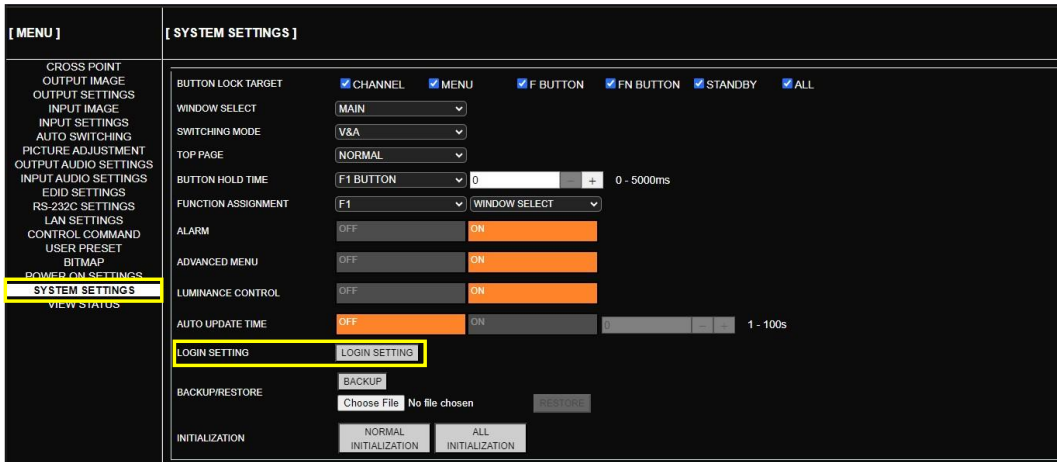 [ MENU ]
[ SYSTEM SETTINGS ]
CROSS POINT
OUTPUT IMAGE
OUTPUT SETTINGS
INPUT IMAGE
INPUT SETTINGS
AUTO SWITCHING
PICTURE ADJUSTMENT
OUTPUT AUDIO SETTINGS
INPUT AUDIO SETTINGS
EDID SETTINGS
RS-232C SETTINGS
LAN SETTINGS
CONTROL COMMAND
USER PRESET
BITMAP
POWER ON SETTINGS
SYSTEM SETTINGS
VIEW STATUS
BUTTON LOCK TARGET CHANNEL MENU F BUTTON FN BUTTON STANDBY ALL
WINDOW SELECT MAIN
SWITCHING MODE V&A
TOP PAGE NORMAL
BUTTON HOLD TIME F1 BUTTON 0 - + 0 - 5000ms
FUNCTION ASSIGNMENT F1 WINDOW SELECT
ALARM OFF ON
ADVANCED MENU OFF ON
LUMINANCE CONTROL OFF ON
AUTO UPDATE TIME OFF ON 0 - + 1 - 100s
LOGIN SETTING LOGIN SETTING
BACKUP/RESTORE BACKUP
Choose File No file chosen RESTORE
INITIALIZATION NORMAL INITIALIZATION ALL INITIALIZATION